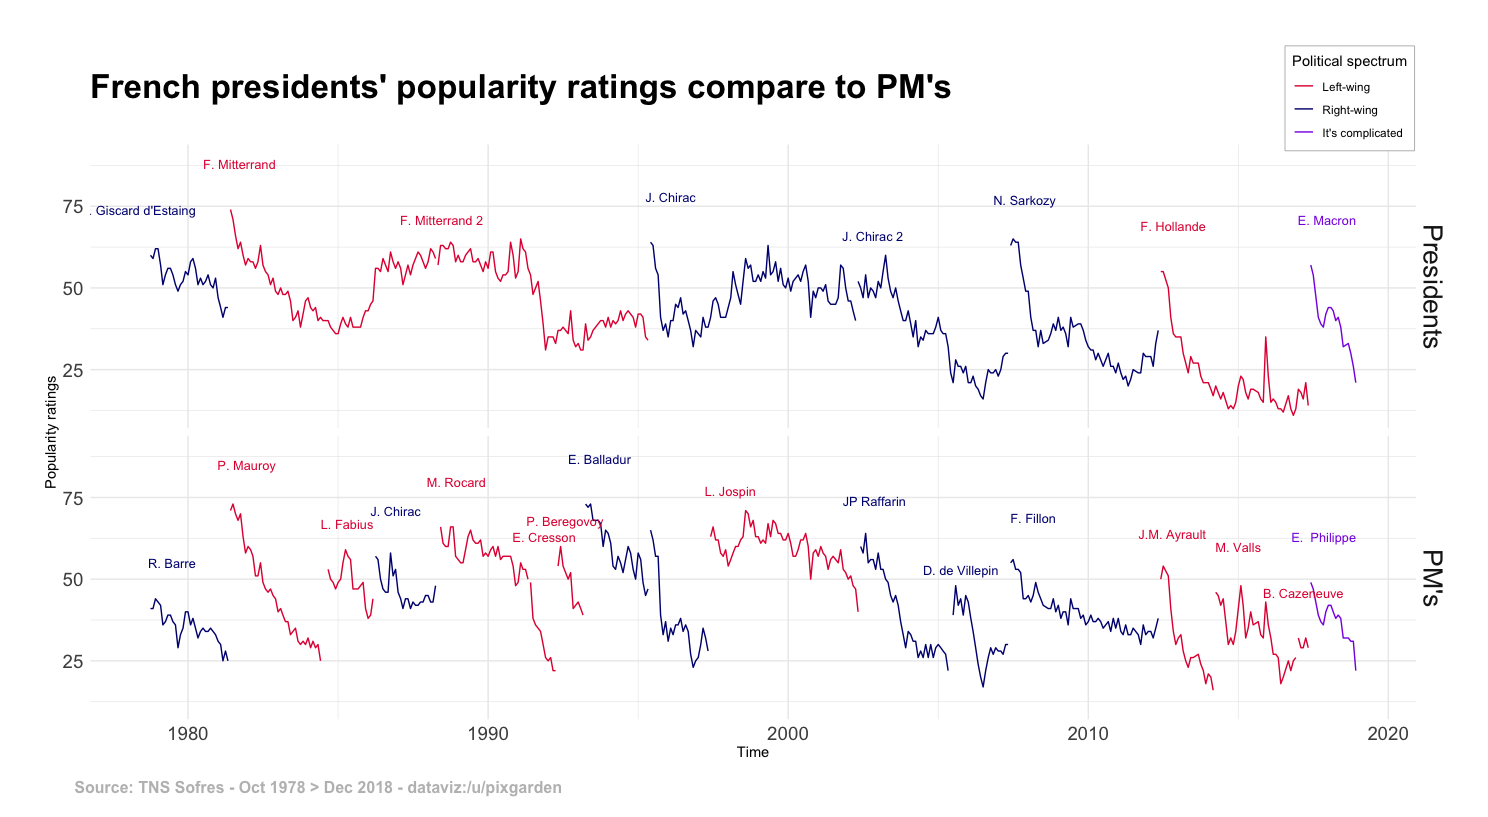 French presidents' popularity ratings compare to PM's
Political spectrum
Left-wing
Right-wing
It's complicated
F. Mitterrand
. Giscard d'Estaing
F. Mitterrand 2
J. Chirac
J. Chirac 2
N. Sarkozy
F. Hollande
E. Macron
75
50
25
Presidents
Popularity ratings
P. Mauroy
R. Barre
L. Fabius
J. Chirac
M. Rocard
P. Beregovoy
E. Cresson
E. Balladur
L. Jospin
JP Raffarin
D. de Villepin
F. Fillon
J.M. Ayrault
M. Valls
B. Cazeneuve
E. Philippe
75
50
25
PM's
1980 1990 2000 2010 2020
Time
Source: TNS Sofres - Oct 1978 > Dec 2018 - dataviz:/u/pixgarden